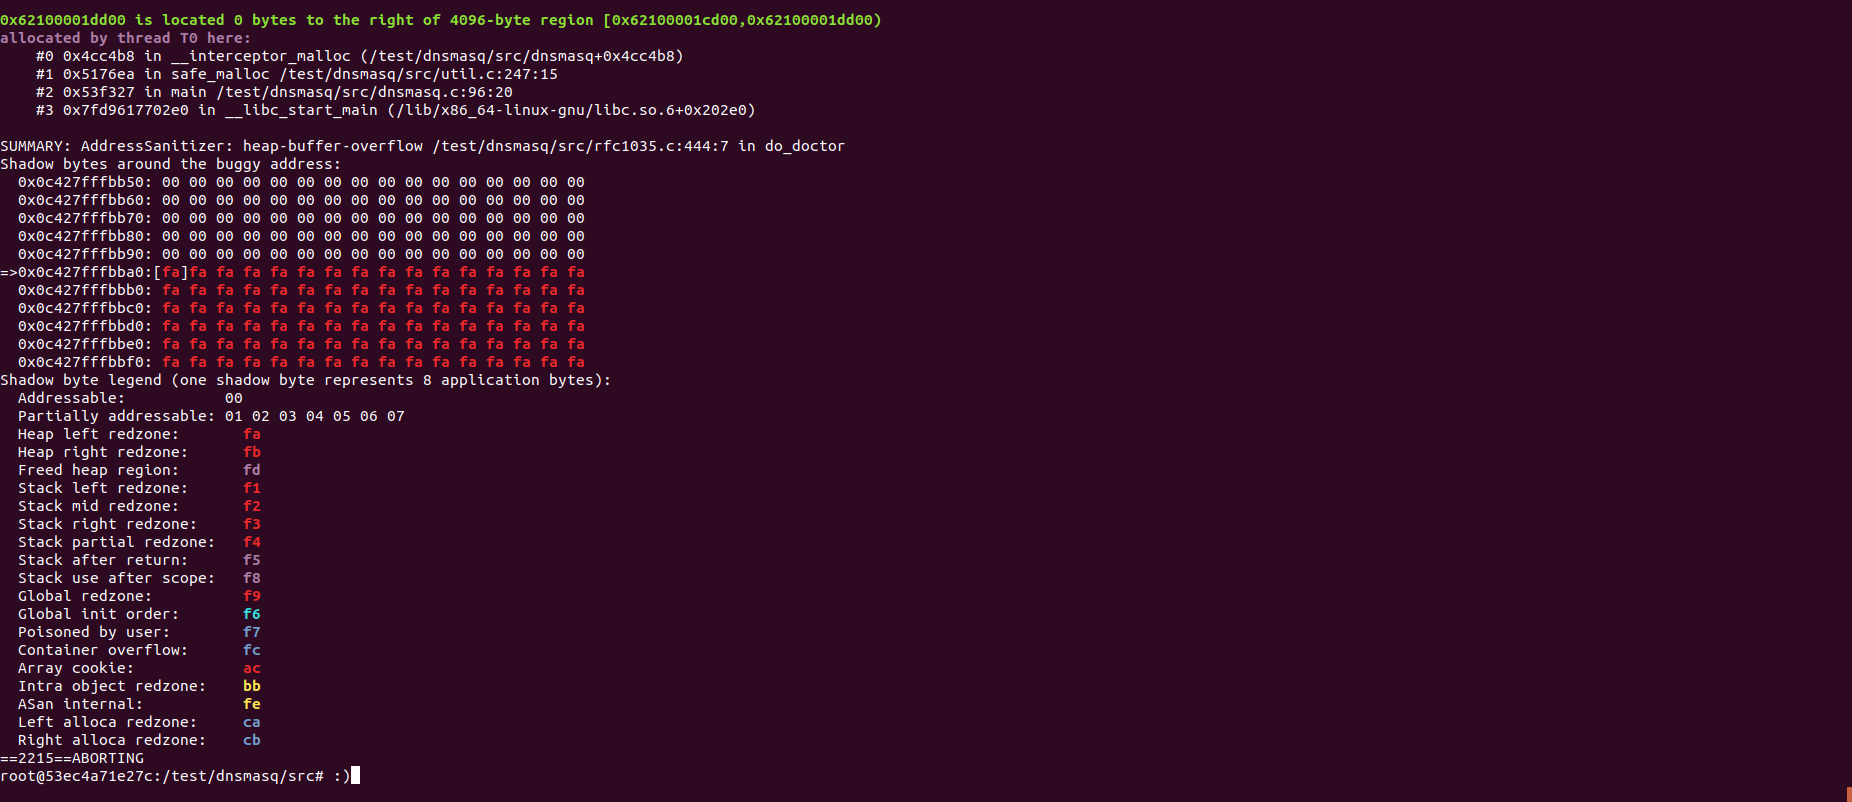 0x62100001dd00 is located 0 bytes to the right of 4096-byte region [0x62100001cd00,0x62100001dd00)
allocated by thread T0 here:
    #0 0x4cc4b8 in __interceptor_malloc (/test/dnsmasq/src/dnsmasq+0x4cc4b8)
    #1 0x5176ea in safe_malloc /test/dnsmasq/src/util.c:247:15
    #2 0x53f327 in main /test/dnsmasq/src/dnsmasq.c:96:20
    #3 0x7fd9617702e0 in __libc_start_main (/lib/x86_64-linux-gnu/libc.so.6+0x202e0)

SUMMARY: AddressSanitizer: heap-buffer-overflow /test/dnsmasq/src/rfc1035.c:444:7 in do_doctor
Shadow bytes around the buggy address:
  0x0c427fffbb50: 00 00 00 00 00 00 00 00 00 00 00 00 00 00 00 00
  0x0c427fffbb60: 00 00 00 00 00 00 00 00 00 00 00 00 00 00 00 00
  0x0c427fffbb70: 00 00 00 00 00 00 00 00 00 00 00 00 00 00 00 00
  0x0c427fffbb80: 00 00 00 00 00 00 00 00 00 00 00 00 00 00 00 00
  0x0c427fffbb90: 00 00 00 00 00 00 00 00 00 00 00 00 00 00 00 00
=>0x0c427fffbba0:[fa]fa fa fa fa fa fa fa fa fa fa fa fa fa fa fa
  0x0c427fffbbb0: fa fa fa fa fa fa fa fa fa fa fa fa fa fa fa fa
  0x0c427fffbbc0: fa fa fa fa fa fa fa fa fa fa fa fa fa fa fa fa
  0x0c427fffbbd0: fa fa fa fa fa fa fa fa fa fa fa fa fa fa fa fa
  0x0c427fffbbe0: fa fa fa fa fa fa fa fa fa fa fa fa fa fa fa fa
  0x0c427fffbbf0: fa fa fa fa fa fa fa fa fa fa fa fa fa fa fa fa
Shadow byte legend (one shadow byte represents 8 application bytes):
  Addressable:           00
  Partially addressable: 01 02 03 04 05 06 07
  Heap left redzone:       fa
  Heap right redzone:      fb
  Freed heap region:       fd
  Stack left redzone:      f1
  Stack mid redzone:       f2
  Stack right redzone:     f3
  Stack partial redzone:   f4
  Stack after return:      f5
  Stack use after scope:   f8
  Global redzone:          f9
  Global init order:       f6
  Poisoned by user:        f7
  Container overflow:      fc
  Array cookie:            ac
  Intra object redzone:    bb
  ASan internal:           fe
  Left alloca redzone:     ca
  Right alloca redzone:    cb
==2215==ABORTING
root@53ec4a71e27c:/test/dnsmasq/src# :)